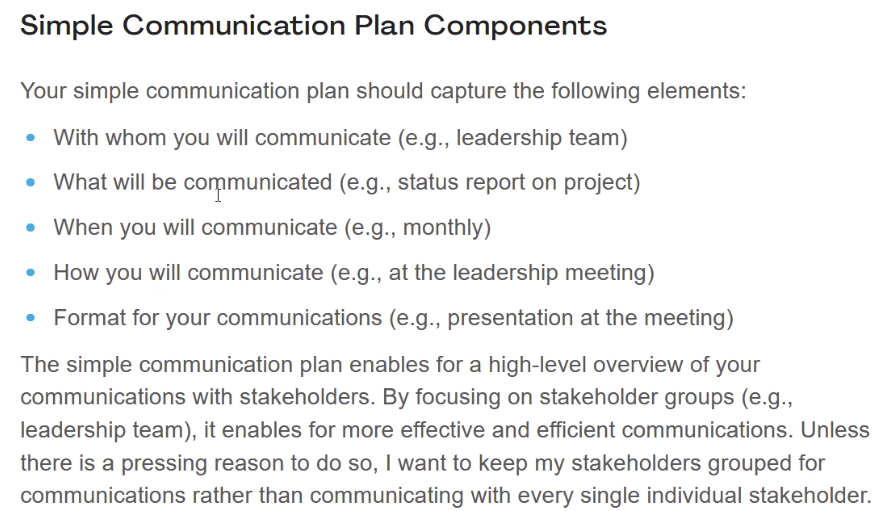 Simple Communication Plan Components
Your simple communication plan should capture the following elements:
• With whom you will communicate (e.g., leadership team)
• What will be communicated (e.g., status report on project)
• When you will communicate (e.g., monthly)
• How you will communicate (e.g., at the leadership meeting)
• Format for your communications (e.g., presentation at the meeting)
The simple communication plan enables for a high-level overview of your
communications with stakeholders. By focusing on stakeholder groups (e.g.,
leadership team), it enables for more effective and efficient communications. Unless
there is a pressing reason to do so, I want to keep my stakeholders grouped for
communications rather than communicating with every single individual stakeholder.